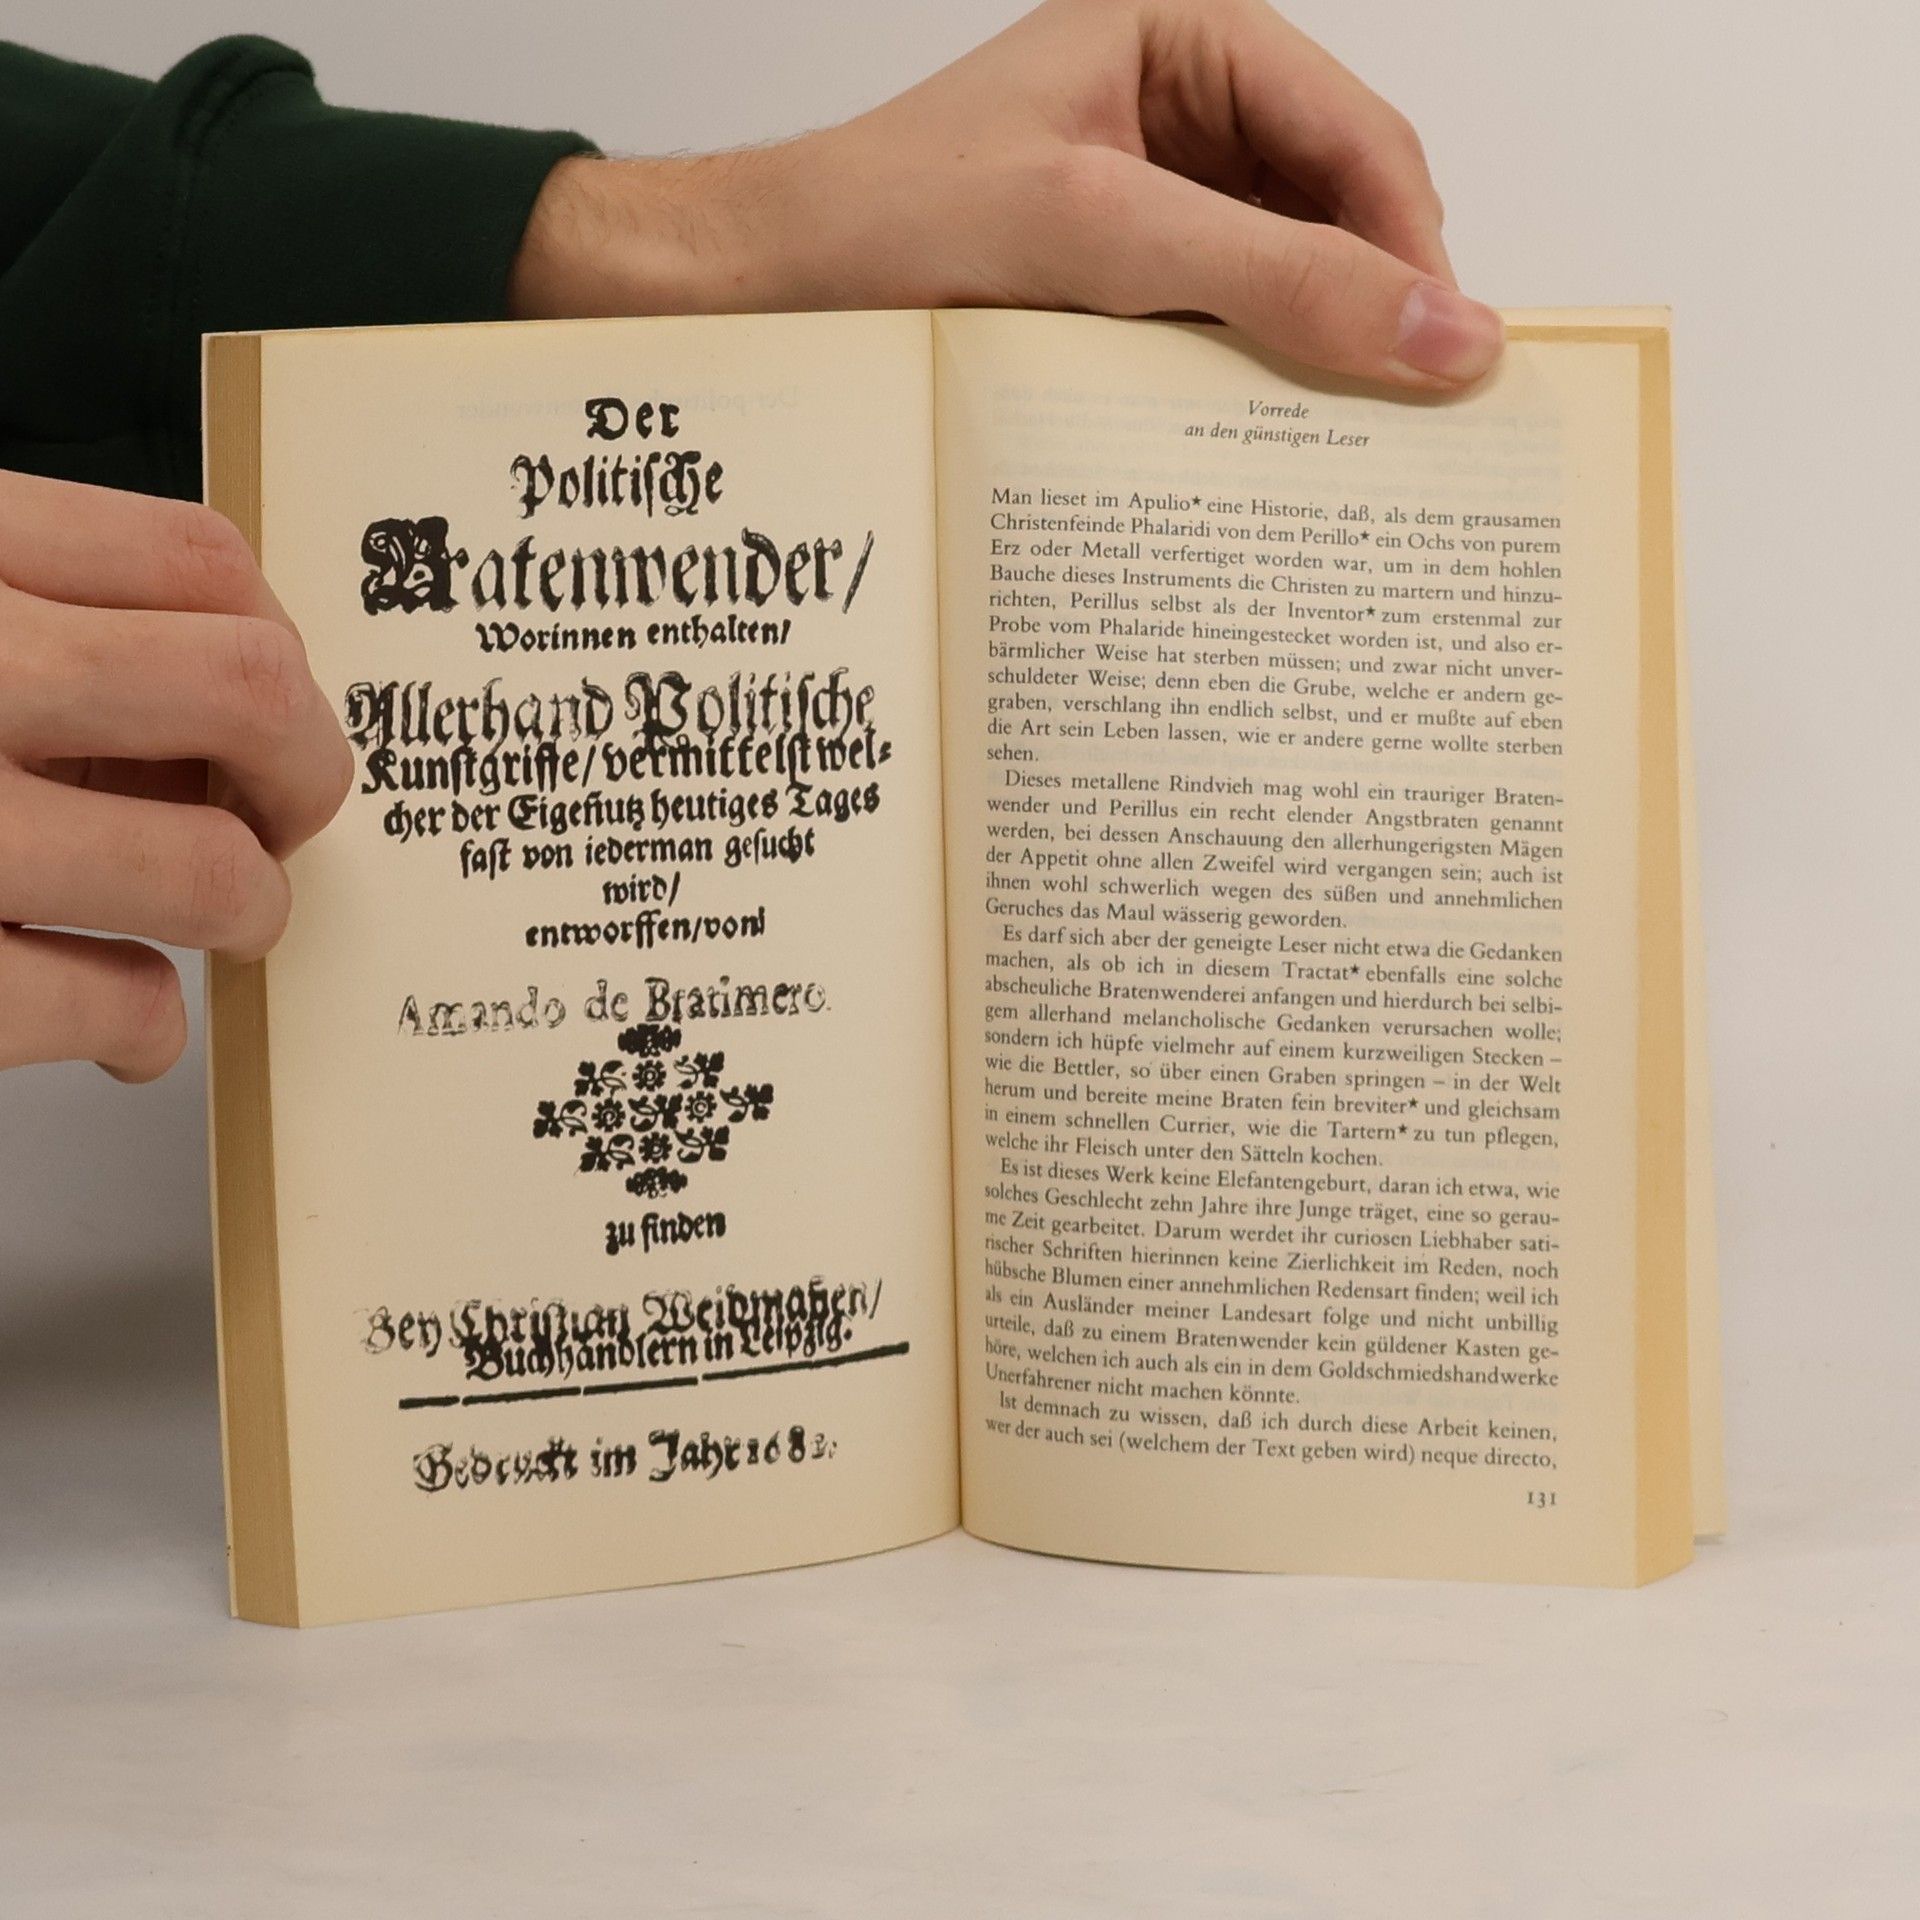 Der
Politische
Bratenwender/
Worinnen enthalten/
Allerhand Politische
Kunstgriffe/vermittelst wel-
cher der Eigenutz heutiges Tages
fast von iederman gesucht
wird/
entworffen/von
Amando de Bratimero.
zu finden
Bey Christian Weidmannen/
Buchhändlern in Leipzig.
Gedruckt im Jahr
Vorrede
an den günstigen Leser
Man lieset im Apulio* eine Historie, daß, als dem grausamen
Christenfeinde Phalaridi von dem Perillo* ein Ochs von purem
Erz oder Metall verfertiget worden war, um in dem hohlen
Bauche dieses Instruments die Christen zu martern und hinzu-
richten, Perillus selbst als der Inventor* zum erstenmal zur
Probe vom Phalaride hineingestecket worden ist, und also er-
bärmlicher Weise hat sterben müssen; und zwar nicht unver-
schuldeter Weise; denn eben die Grube, welche er andern ge-
graben, verschlang ihn endlich selbst, und er mußte auf eben
die Art sein Leben lassen, wie er andere gerne wollte sterben
sehen.
Dieses metallene Rindvieh mag wohl ein trauriger Braten-
wender und Perillus ein recht elender Angstbraten genannt
werden, bei dessen Anschauung den allerhungerigsten Mägen
der Appetit ohne allen Zweifel wird vergangen sein; auch ist
ihnen wohl schwerlich wegen des süßen und annehmlichen
Geruches das Maul wässerig geworden.
Es darf sich aber der geneigte Leser nicht etwa die Gedanken
machen, als ob ich in diesem Tractat* ebenfalls eine solche
abscheuliche Bratenwenderei anfangen und hierdurch bei selbi-
gem allerhand melancholische Gedanken verursachen wolle;
sondern ich hüpfe vielmehr auf einem kurzweiligen Stecken –
wie die Bettler, so über einen Graben springen – in der Welt
herum und bereite meine Braten fein breviter* und gleichsam
in einem schnellen Currier, wie die Tartern* zu tun pflegen,
welche ihr Fleisch unter den Sätteln kochen.
Es ist dieses Werk keine Elefantengeburt, daran ich etwa, wie
solches Geschlecht zehn Jahre ihre Junge träget, eine so gerau-
me Zeit gearbeitet. Darum werdet ihr curiosen Liebhaber sati-
rischer Schriften hierinnen keine Zierlichkeit im Reden, noch
hübsche Blumen einer annehmlichen Redensart finden; weil ich
als ein Ausländer meiner Landesart folge und nicht unbillig
urteile, daß zu einem Bratenwender kein güldener Kasten ge-
höre, welchen ich auch als ein in dem Goldschmiedshandwerke
Unerfahrener nicht machen könnte.
Ist demnach zu wissen, daß ich durch diese Arbeit keinen,
wer der auch sei (welchem der Text geben wird) neque directo,
131